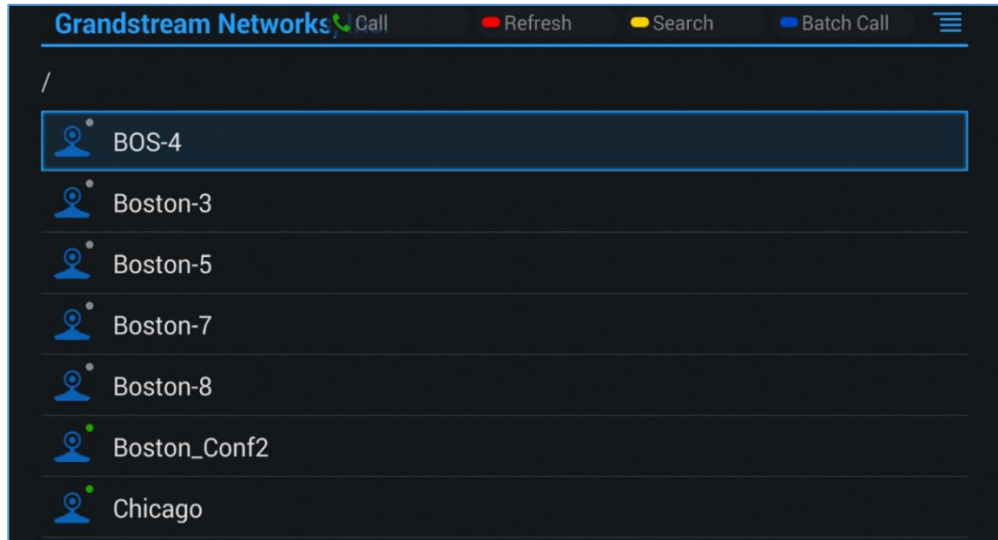 Grandstream Networks Call Refresh Search Batch Call
/
BOS-4
Boston-3
Boston-5
Boston-7
Boston-8
Boston_Conf2
Chicago